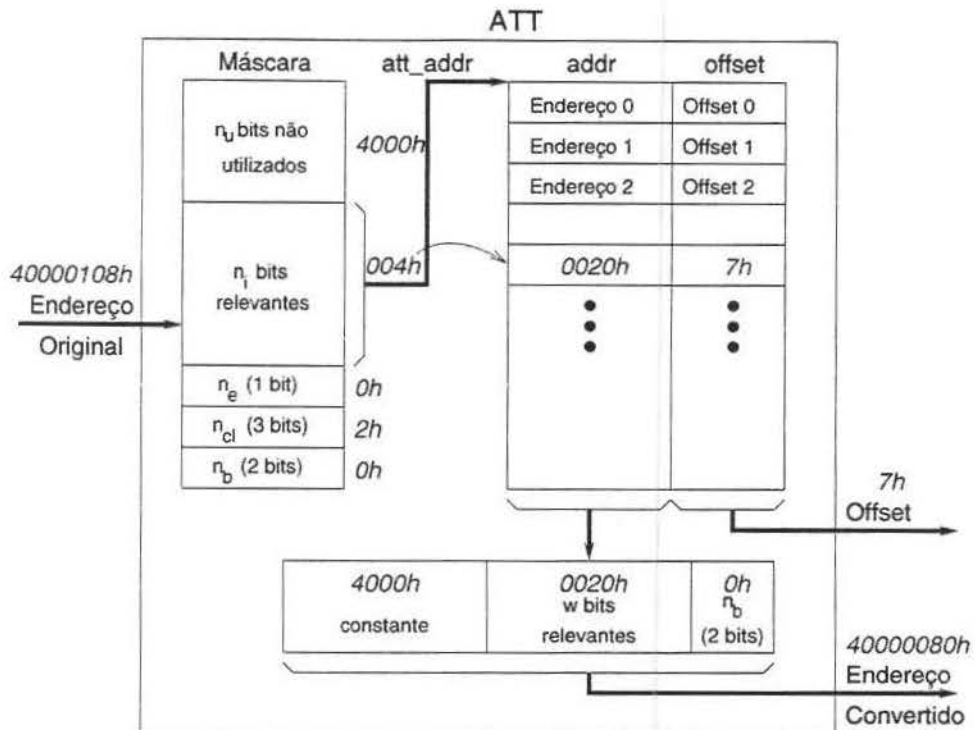 ATT
Máscara att_addr addr offset
n_u bits não
utilizados
4000h
Endereço 0 Offset 0
Endereço 1 Offset 1
Endereço 2 Offset 2
40000108h
Endereço
Original
n_i bits
relevantes
004h
0020h 7h
n_e (1 bit) 0h
n_cl (3 bits) 2h
n_b (2 bits) 0h
7h
Offset
4000h
constante
0020h
w bits
relevantes
0h
n_b
(2 bits)
40000080h
Endereço
Convertido